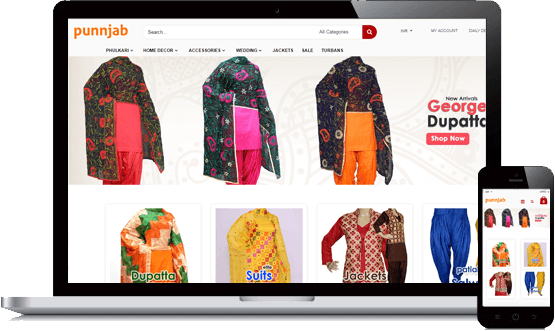 punnjab
Search...
All Categories
INR
MY ACCOUNT
DAILY DE
PHULKARI
HOME DECOR
ACCESSORIES
WEDDING
JACKETS
SALE
TURBANS
New Arrivals
George
Dupatta
Shop Now
Dupatta
Suits
Jackets
patia
punnjab